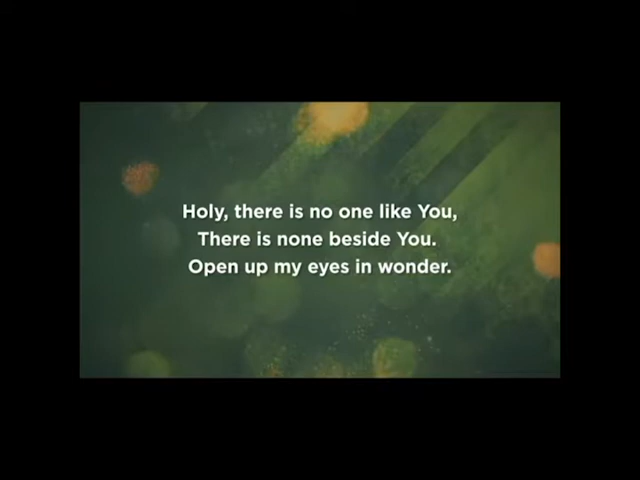 Holy, there is no one like You,
There is none beside You.
Open up my eyes in wonder.